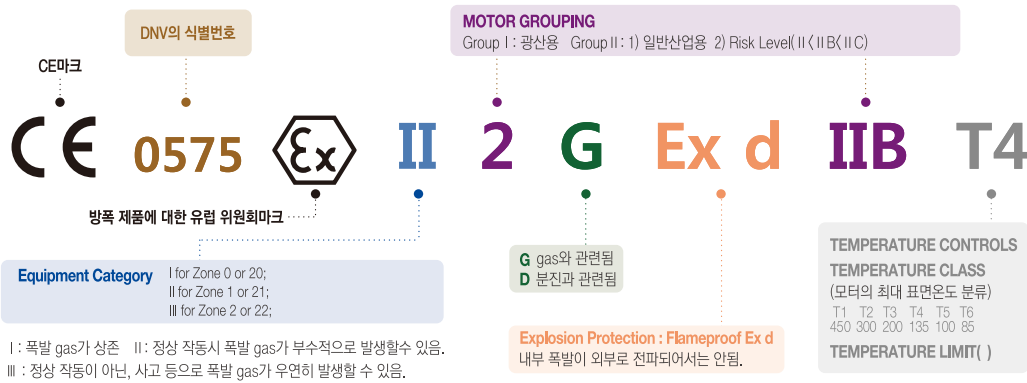 DNV의 식별번호
MOTOR GROUPING
Group Ⅰ : 광산용 Group Ⅱ : 1) 일반산업용 2) Risk Level(ⅡⅠ〈ⅡB〈ⅡC)
CE마크
CE 0575 Ex II 2 G Ex d IIB T4
방폭 제품에 대한 유럽 위원회마크
Equipment Category
Ⅰ for Zone 0 or 20;
Ⅱ for Zone 1 or 21;
Ⅲ for Zone 2 or 22;
G gas와 관련됨
D 분진과 관련됨
Explosion Protection : Flameproof Ex d
내부 폭발이 외부로 전파되어서는 안됨.
TEMPERATURE CONTROLS
TEMPERATURE CLASS
(모터의 최대 표면온도 분류)
T1 T2 T3 T4 T5 T6
450 300 200 135 100 85
TEMPERATURE LIMIT( )
Ⅰ : 폭발 gas가 상존 Ⅱ : 정상 작동시 폭발 gas가 부수적으로 발생할수 있음.
Ⅲ : 정상 작동이 아닌, 사고 등으로 폭발 gas가 우연히 발생할 수 있음.